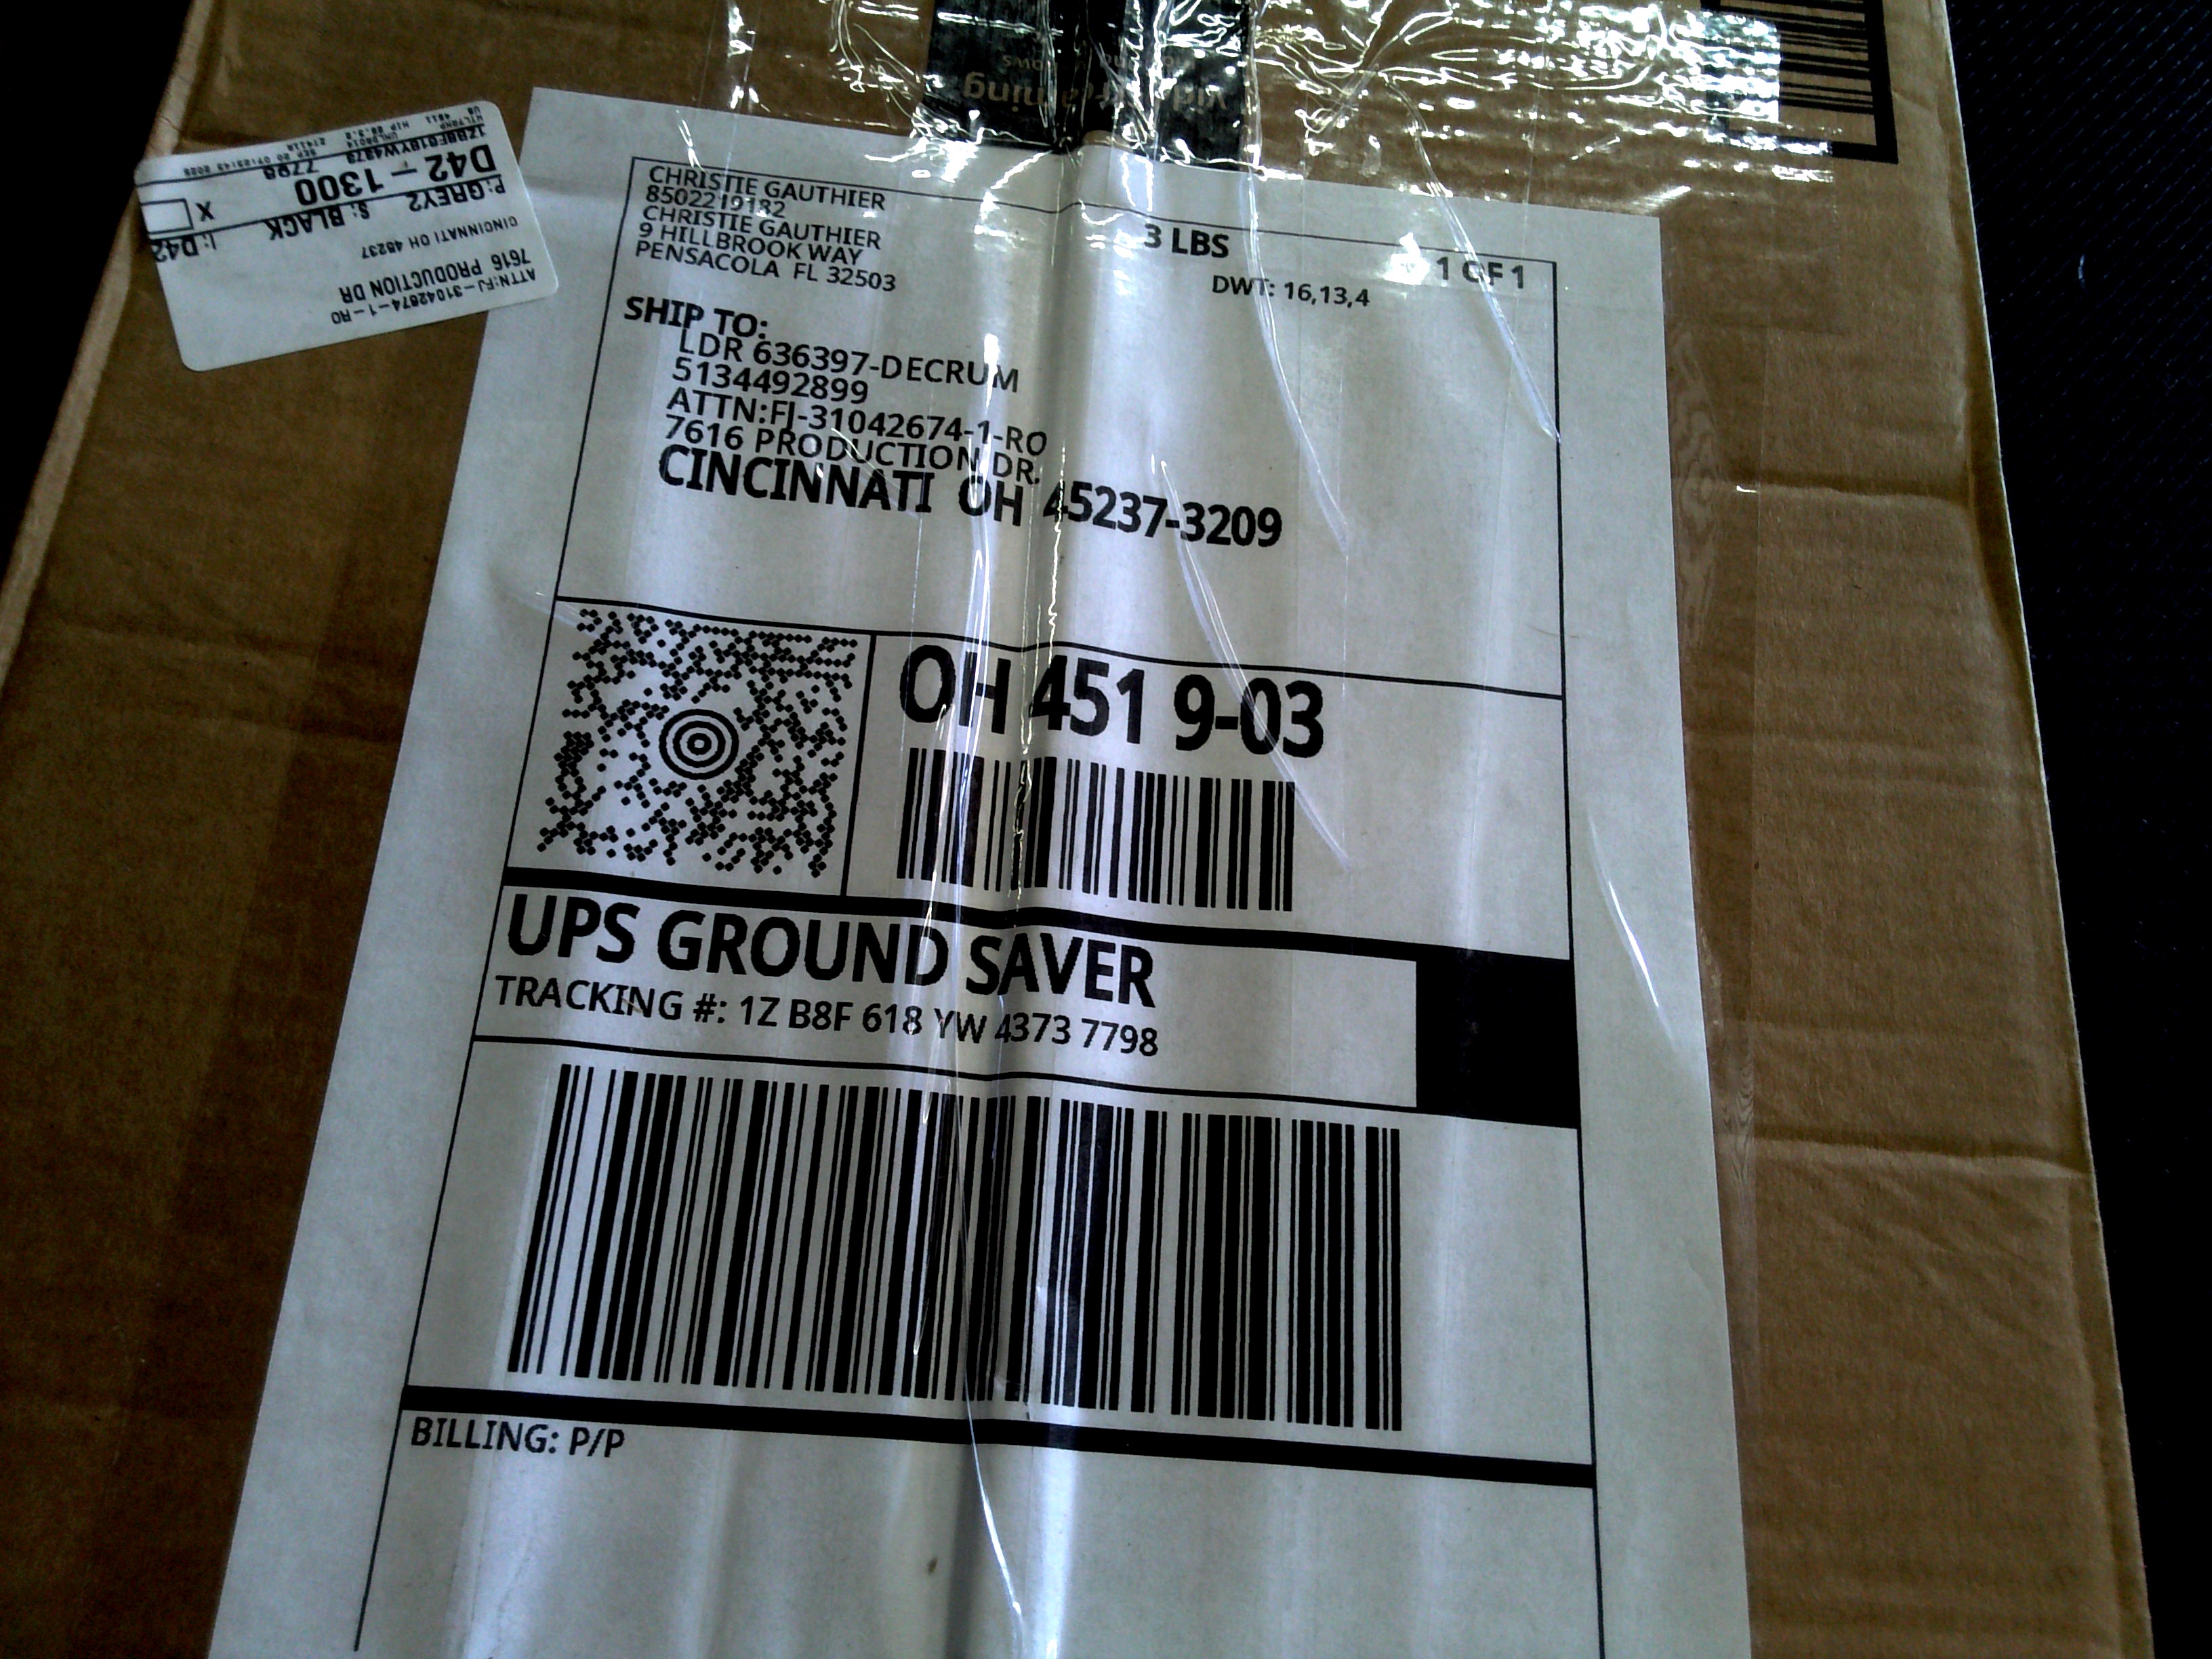 CHRISTIE GAUTHIER
8502219182
CHRISTIE GAUTHIER
9 HILLBROOK WAY
PENSACOLA FL 32503
3 LBS
1 OF 1
DWT: 16,13,4
SHIP TO:
LDR 636397-DECRUM
5134492899
ATTN:FJ-31042674-1-RO
7616 PRODUCTION DR.
CINCINNATI OH 45237-3209
OH 451 9-03
UPS GROUND SAVER
TRACKING #: 1Z B8F 618 YW 4373 7798
BILLING: P/P
ATTN:FJ-31042674-1-RO
7616 PRODUCTION DR
CINCINNATI OH 45237
P: GREY2 S: BLACK I: D42
D42-1300 X
1ZB8F618YW4373 7798